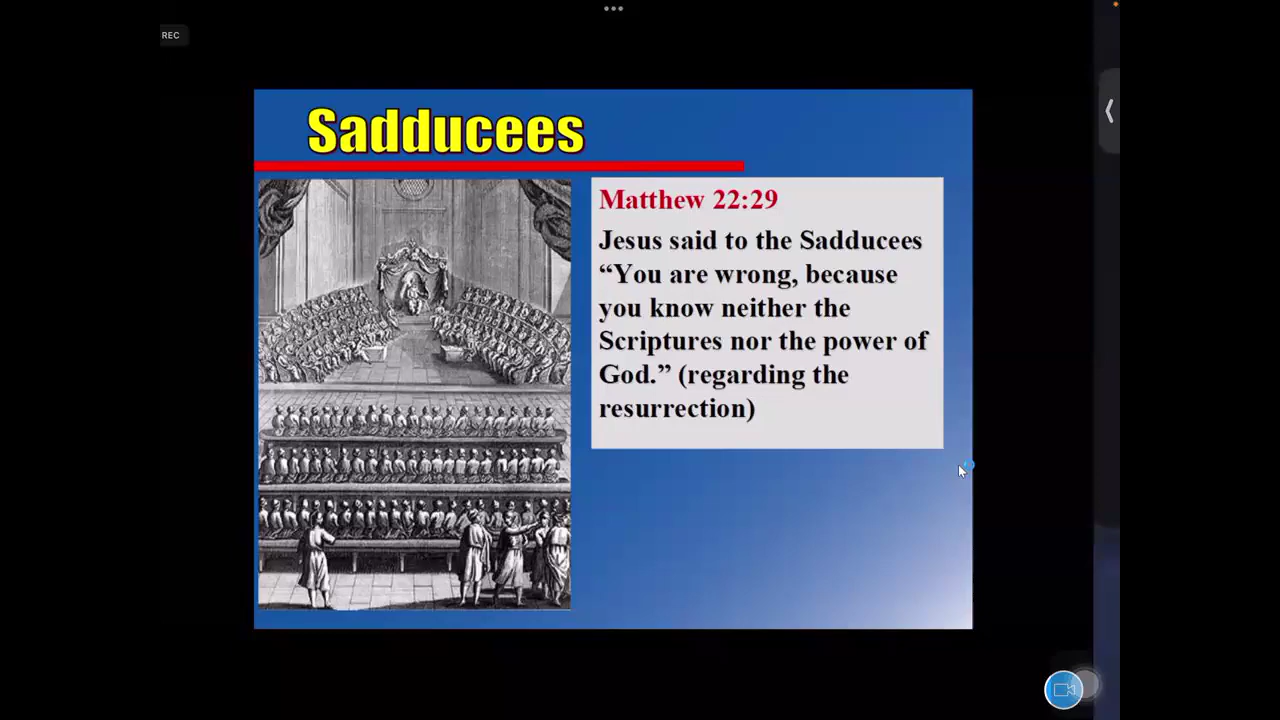 REC
Sadducees
Matthew 22:29
Jesus said to the Sadducees
“You are wrong, because
you know neither the
Scriptures nor the power of
God.” (regarding the
resurrection)